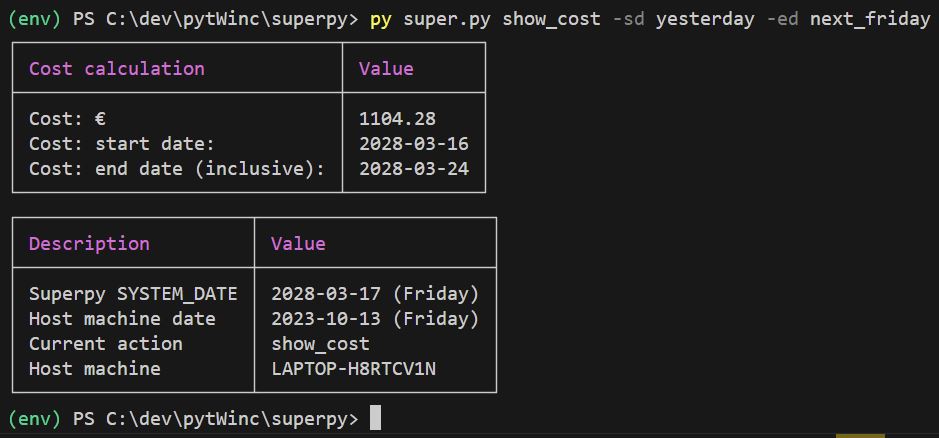 (env) PS C:\dev\pytWinc\superpy> py super.py show_cost -sd yesterday -ed next_friday
Cost calculation Value
Cost: € 1104.28
Cost: start date: 2028-03-16
Cost: end date (inclusive): 2028-03-24
Description Value
Superpy SYSTEM_DATE 2028-03-17 (Friday)
Host machine date 2023-10-13 (Friday)
Current action show_cost
Host machine LAPTOP-H8RTCV1N
(env) PS C:\dev\pytWinc\superpy>